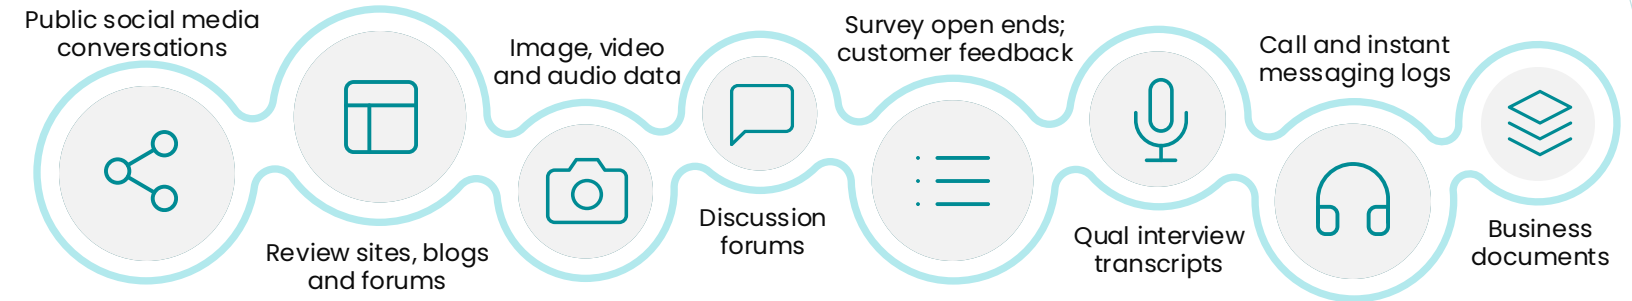 Public social media
conversations
Review sites, blogs
and forums
Image, video
and audio data
Discussion
forums
Survey open ends;
customer feedback
Qual interview
transcripts
Call and instant
messaging logs
Business
documents